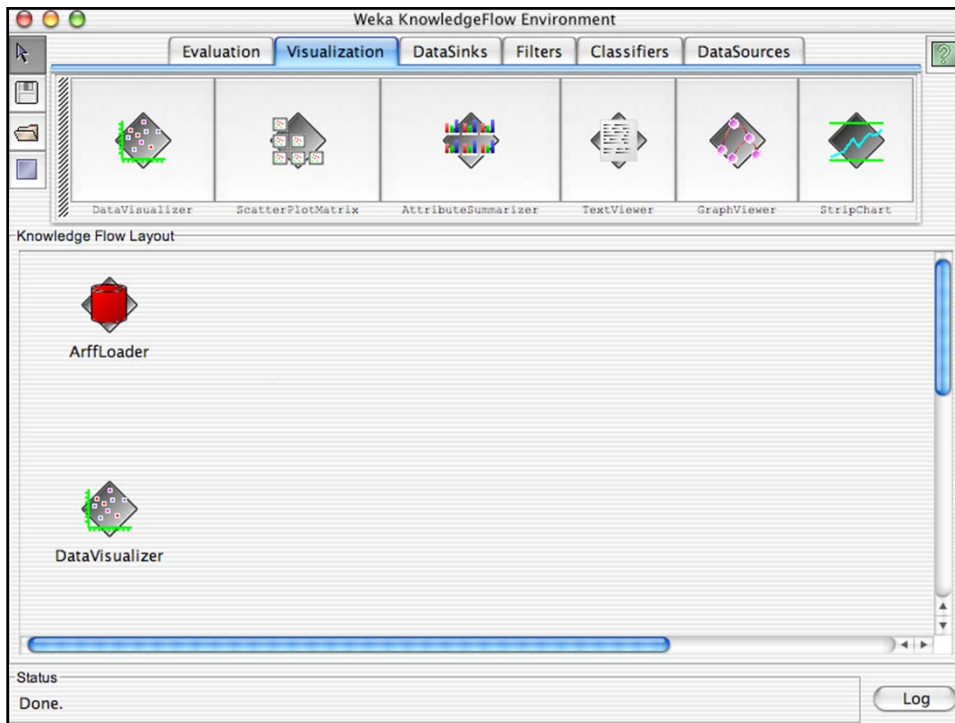 Weka KnowledgeFlow Environment
Evaluation Visualization DataSinks Filters Classifiers DataSources
DataVisualizer ScatterPlotMatrix AttributeSummarizer TextViewer GraphViewer StripChart
Knowledge Flow Layout
ArffLoader
DataVisualizer
Status
Done.
Log